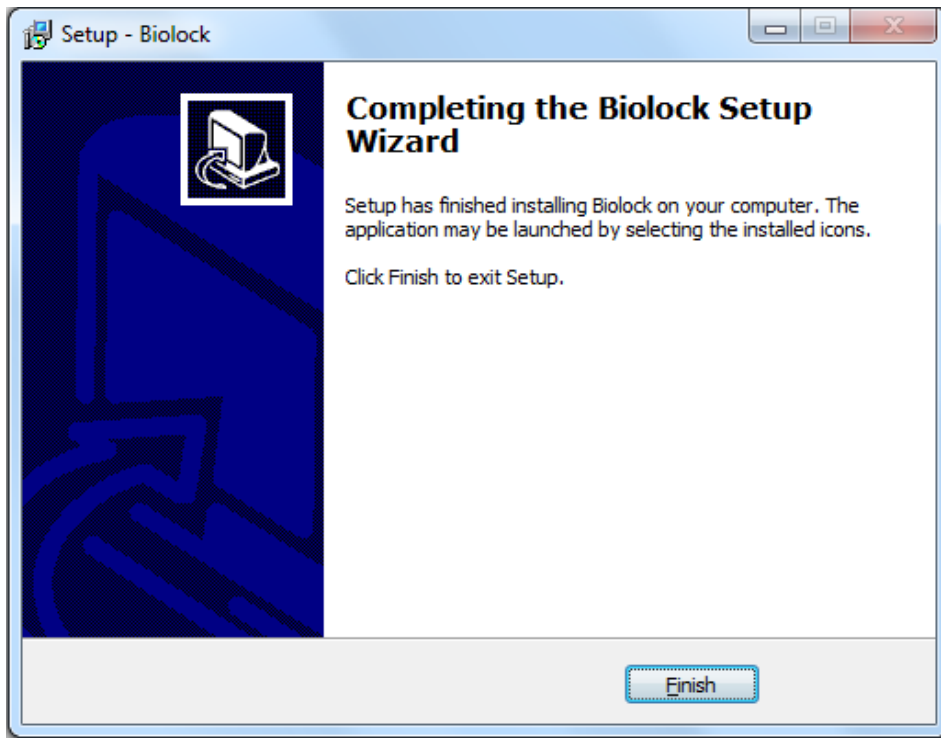 Setup - Biolock
Completing the Biolock Setup
Wizard
Setup has finished installing Biolock on your computer. The
application may be launched by selecting the installed icons.
Click Finish to exit Setup.
Finish